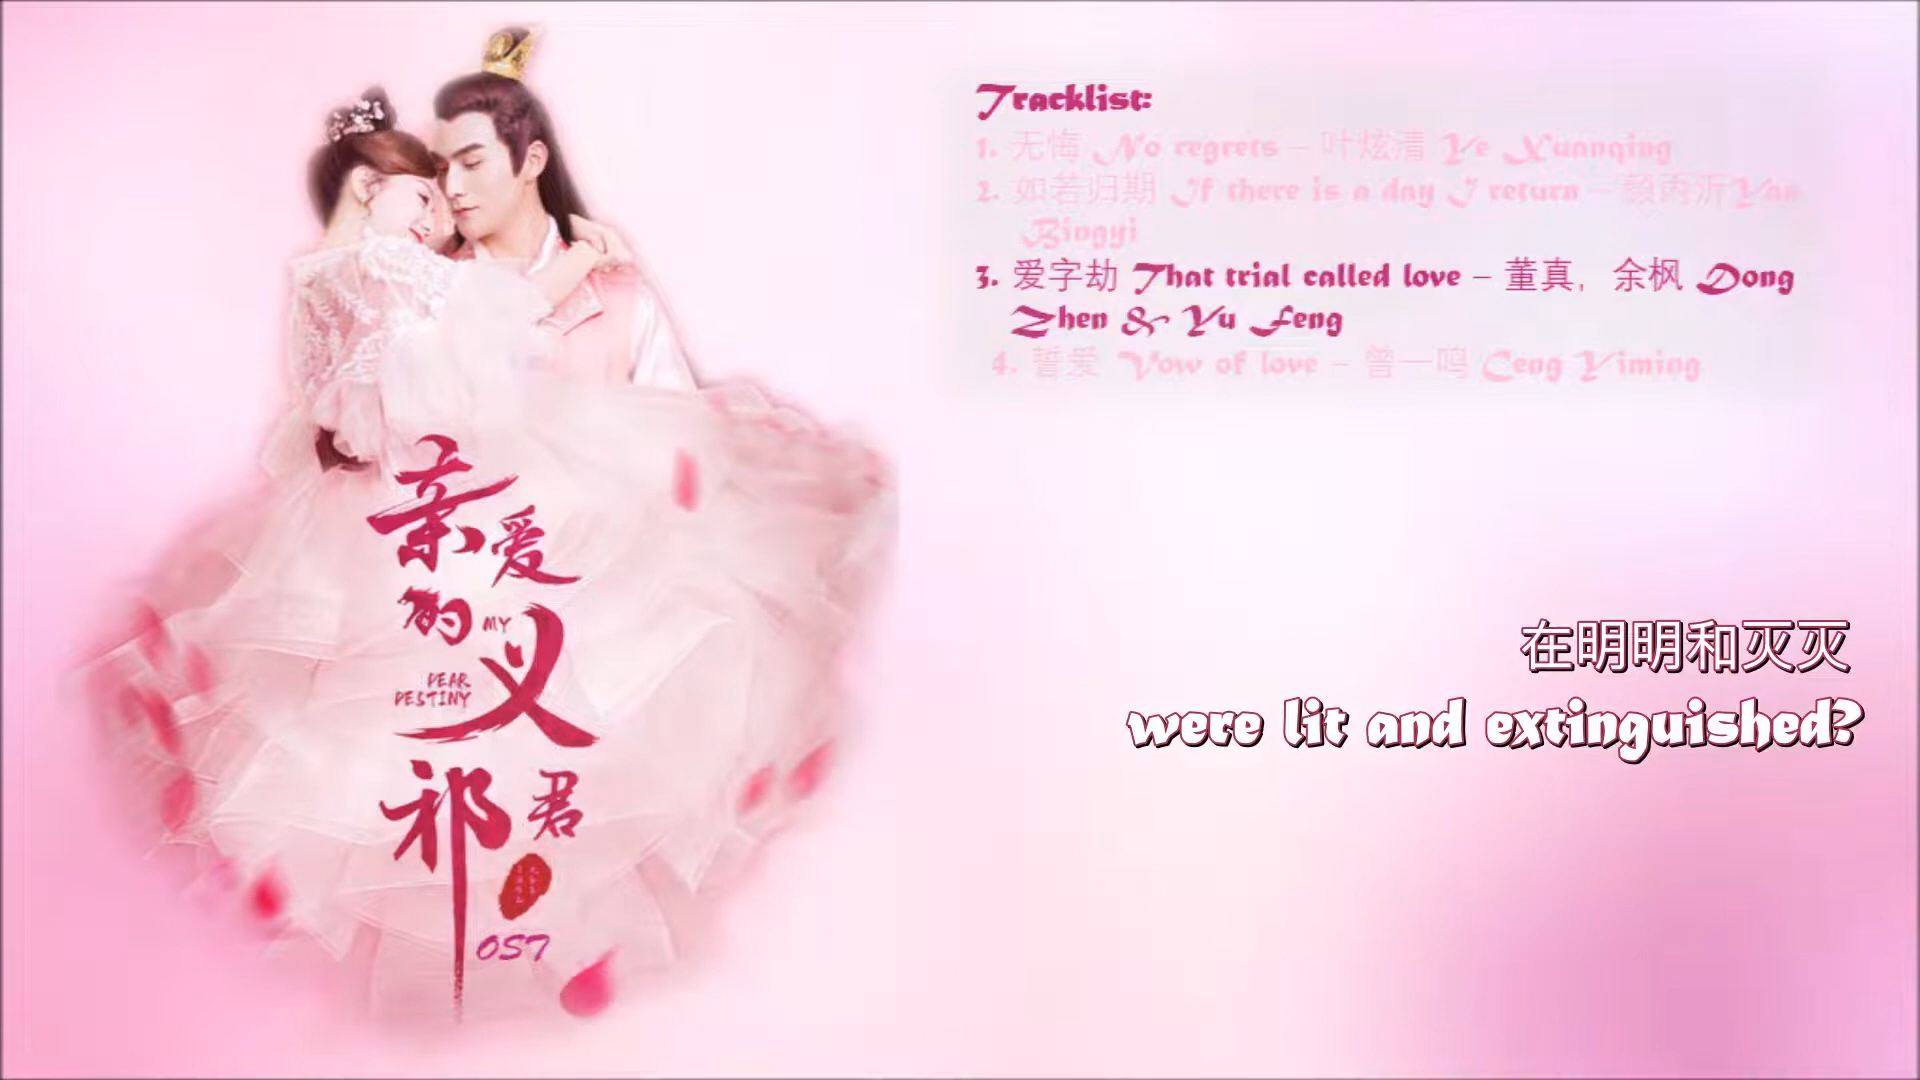 Tracklist:
1. 无悔 No regrets – 叶炫清 Ye Xuanqing
2. 如若归期 If there is a day I return – 颜丙沂 Yan
Bingyi
3. 爱字劫 That trial called love – 董真，余枫 Dong
Zhen & Yu Feng
4. 誓爱 Vow of love – 曾一鸣 Ceng Yiming
亲爱
的 MY 义
DEAR
DESTINY
祁君
OST
在明明和灭灭
were lit and extinguished?